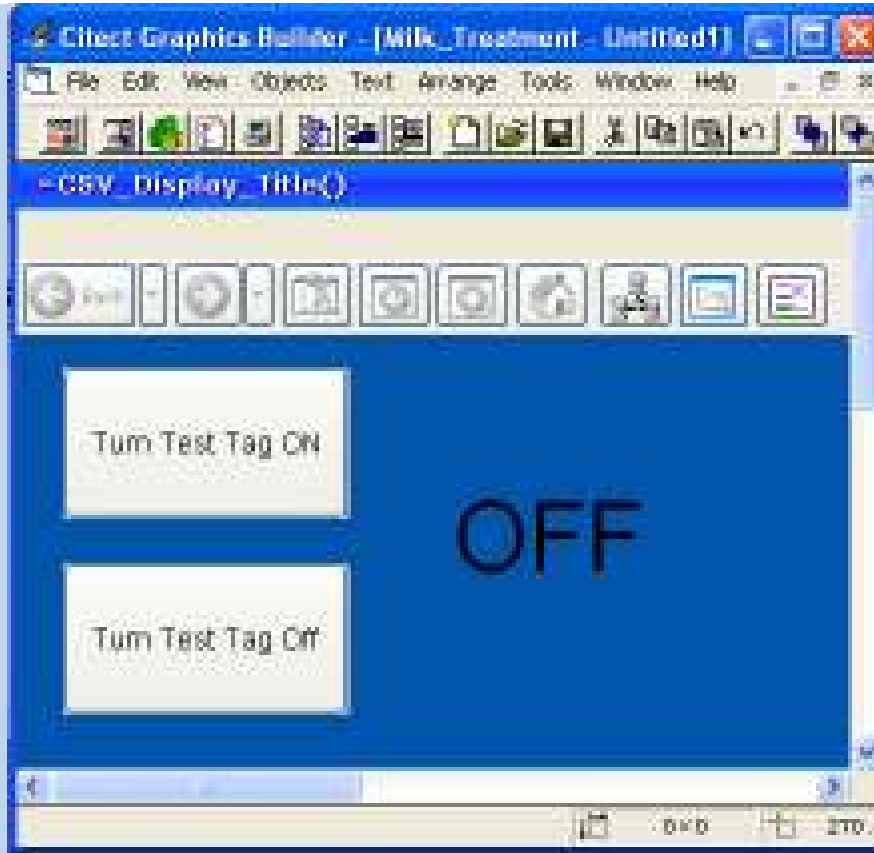 Citect Graphics Builder - [Milk_Treatment - Untitled1]
File Edit View Objects Text Arrange Tools Window Help
=CSV_Display_Title()
Turn Test Tag ON
OFF
Turn Test Tag Off